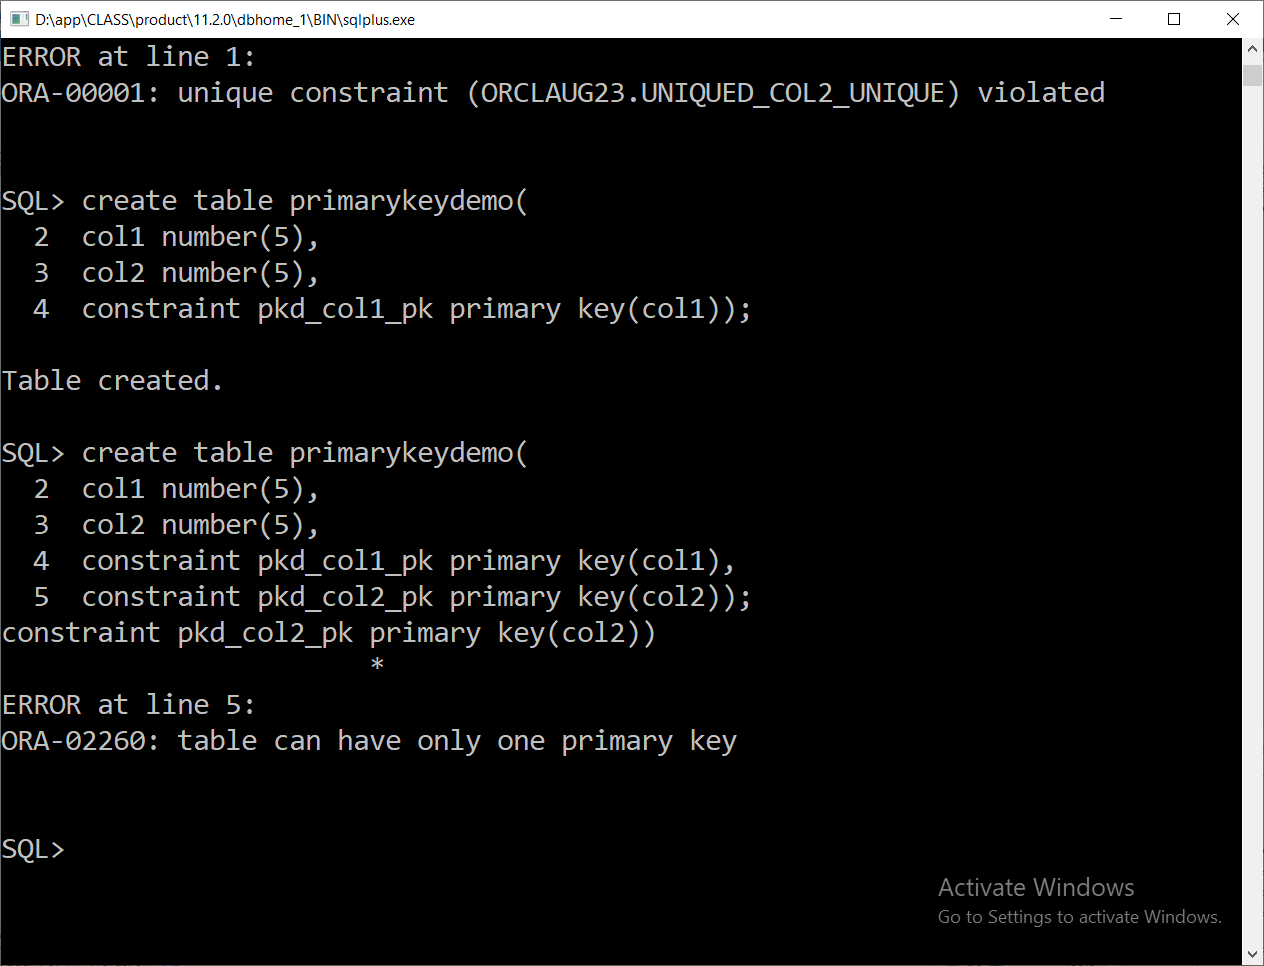 D:\app\CLASS\product\11.2.0\dbhome_1\BIN\sqlplus.exe
ERROR at line 1:
ORA-00001: unique constraint (ORCLAUG23.UNIQUED_COL2_UNIQUE) violated
SQL> create table primarykeydemo(
  2  col1 number(5),
  3  col2 number(5),
  4  constraint pkd_col1_pk primary key(col1));
Table created.
SQL> create table primarykeydemo(
  2  col1 number(5),
  3  col2 number(5),
  4  constraint pkd_col1_pk primary key(col1),
  5  constraint pkd_col2_pk primary key(col2));
constraint pkd_col2_pk primary key(col2))
                       *
ERROR at line 5:
ORA-02260: table can have only one primary key
SQL>
Activate Windows
Go to Settings to activate Windows.